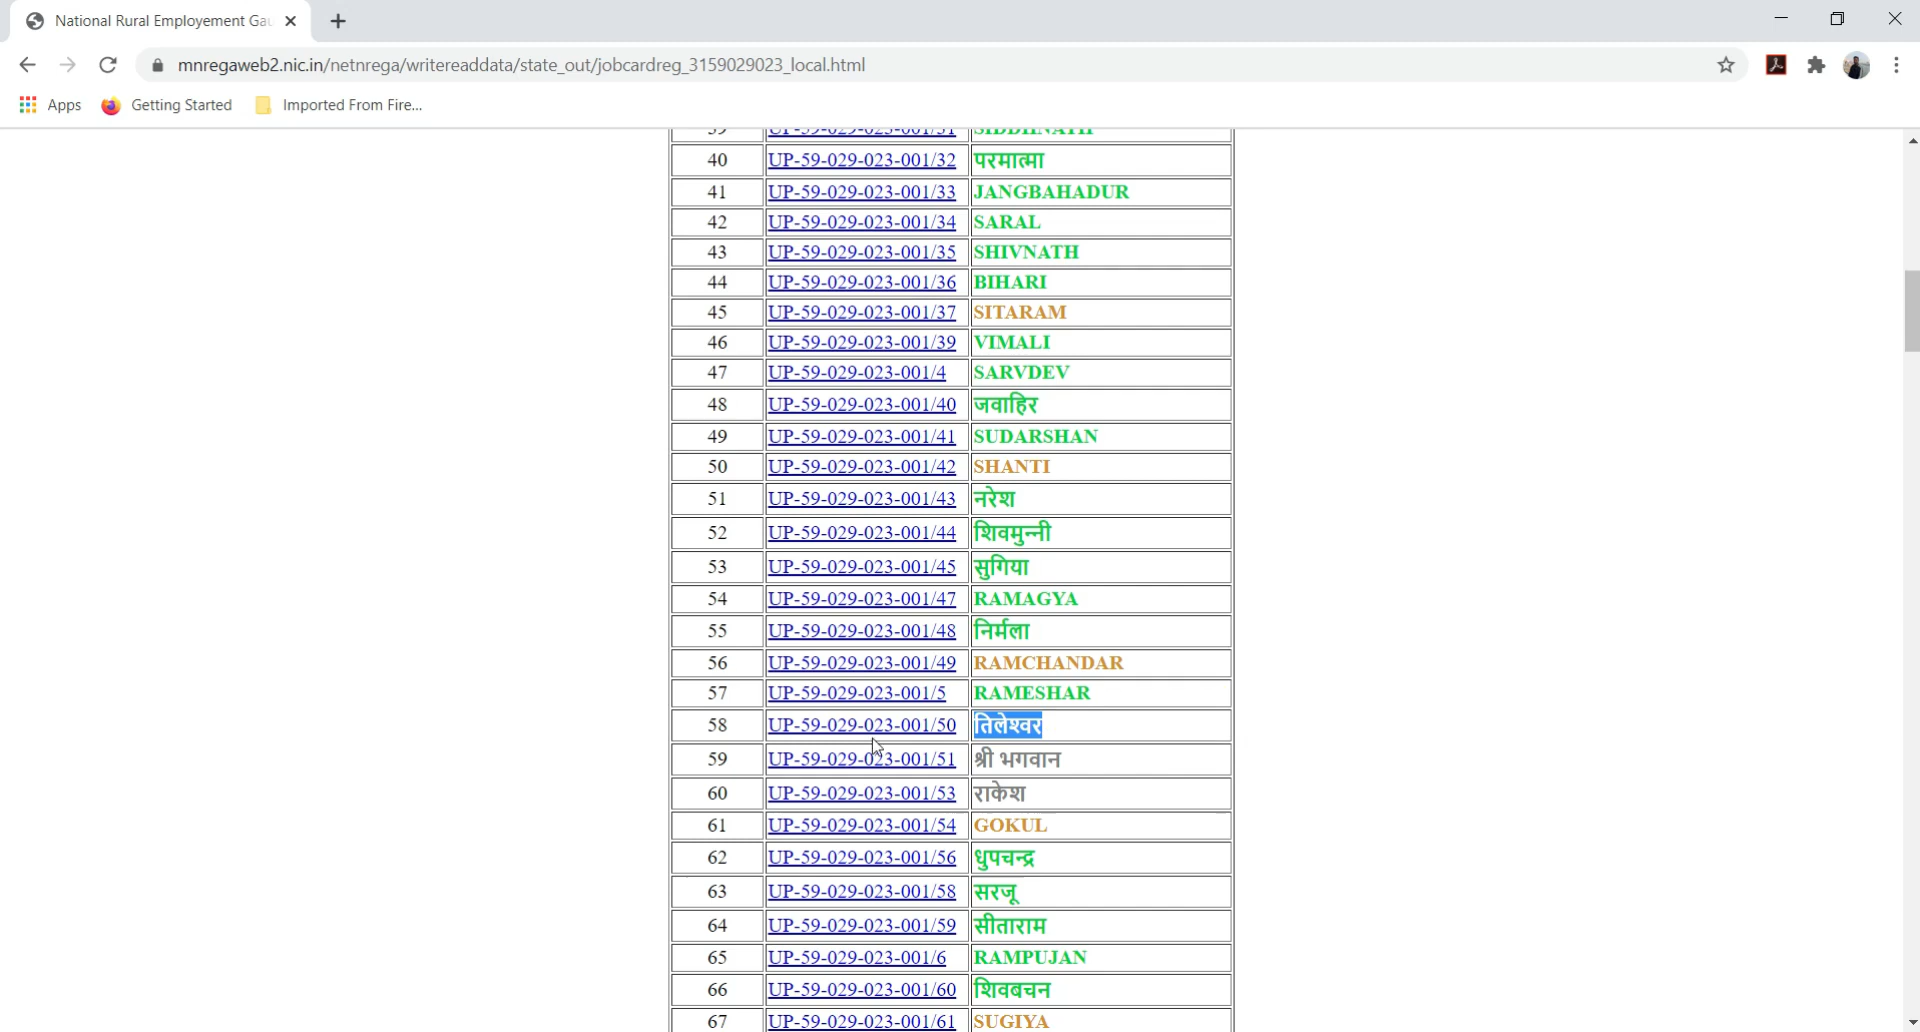 National Rural Employement Gau
mnregaweb2.nic.in/netnrega/writereaddata/state_out/jobcardreg_3159029023_local.html
Apps Getting Started Imported From Fire...
39 UP-59-029-023-001/31 SIDDHNATH
40 UP-59-029-023-001/32 परमात्मा
41 UP-59-029-023-001/33 JANGBAHADUR
42 UP-59-029-023-001/34 SARAL
43 UP-59-029-023-001/35 SHIVNATH
44 UP-59-029-023-001/36 BIHARI
45 UP-59-029-023-001/37 SITARAM
46 UP-59-029-023-001/39 VIMALI
47 UP-59-029-023-001/4 SARVDEV
48 UP-59-029-023-001/40 जवाहिर
49 UP-59-029-023-001/41 SUDARSHAN
50 UP-59-029-023-001/42 SHANTI
51 UP-59-029-023-001/43 नरेश
52 UP-59-029-023-001/44 शिवमुन्नी
53 UP-59-029-023-001/45 सुगिया
54 UP-59-029-023-001/47 RAMAGYA
55 UP-59-029-023-001/48 निर्मला
56 UP-59-029-023-001/49 RAMCHANDAR
57 UP-59-029-023-001/5 RAMESHAR
58 UP-59-029-023-001/50 तिलेश्वर
59 UP-59-029-023-001/51 श्री भगवान
60 UP-59-029-023-001/53 राकेश
61 UP-59-029-023-001/54 GOKUL
62 UP-59-029-023-001/56 धुपचन्द्र
63 UP-59-029-023-001/58 सरजू
64 UP-59-029-023-001/59 सीताराम
65 UP-59-029-023-001/6 RAMPUJAN
66 UP-59-029-023-001/60 शिवबचन
67 UP-59-029-023-001/61 SUGIYA